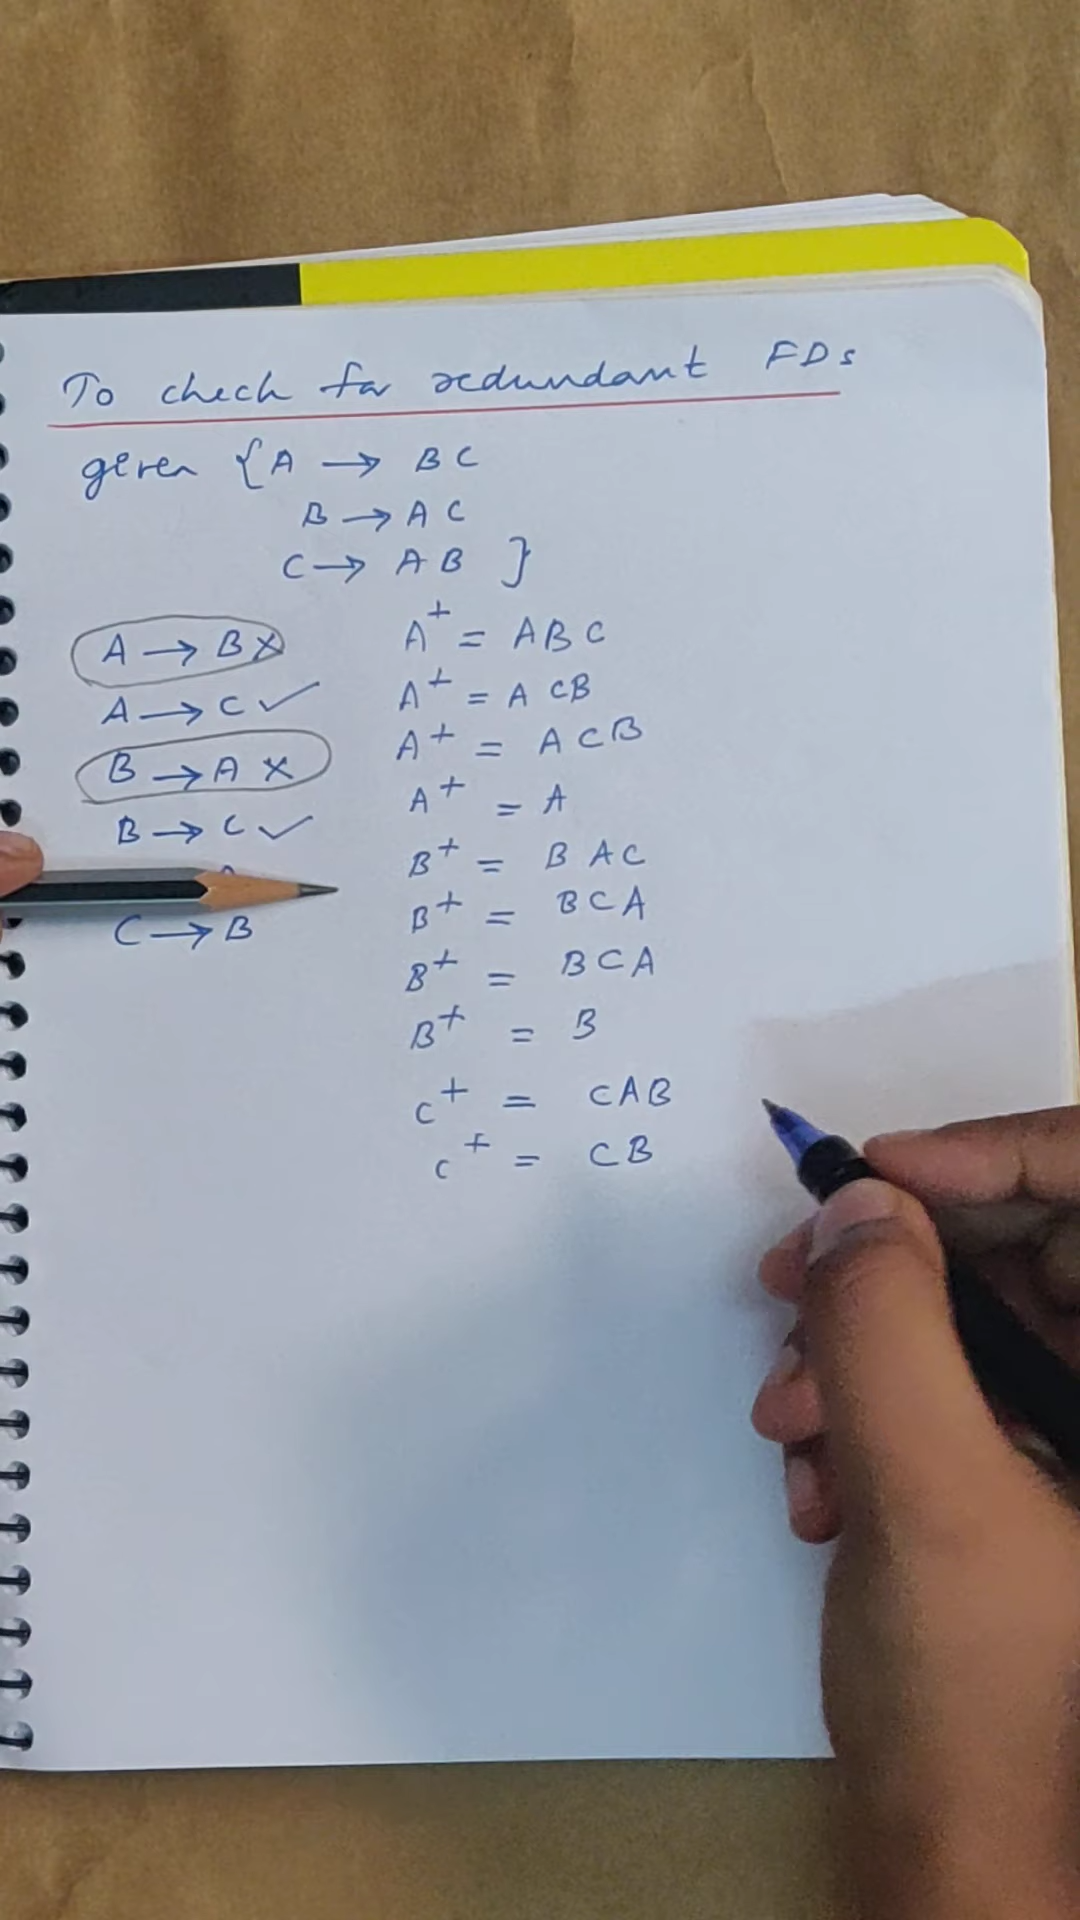 To check for redundant FDs
given {A → BC
B → AC
C → AB }
A → B ×
A → C ✓
B → A ×
B → C ✓
C → B
A⁺ = ABC
A⁺ = ACB
A⁺ = ACB
A⁺ = A
B⁺ = BAC
B⁺ = BCA
B⁺ = BCA
B⁺ = B
C⁺ = CAB
C⁺ = CB